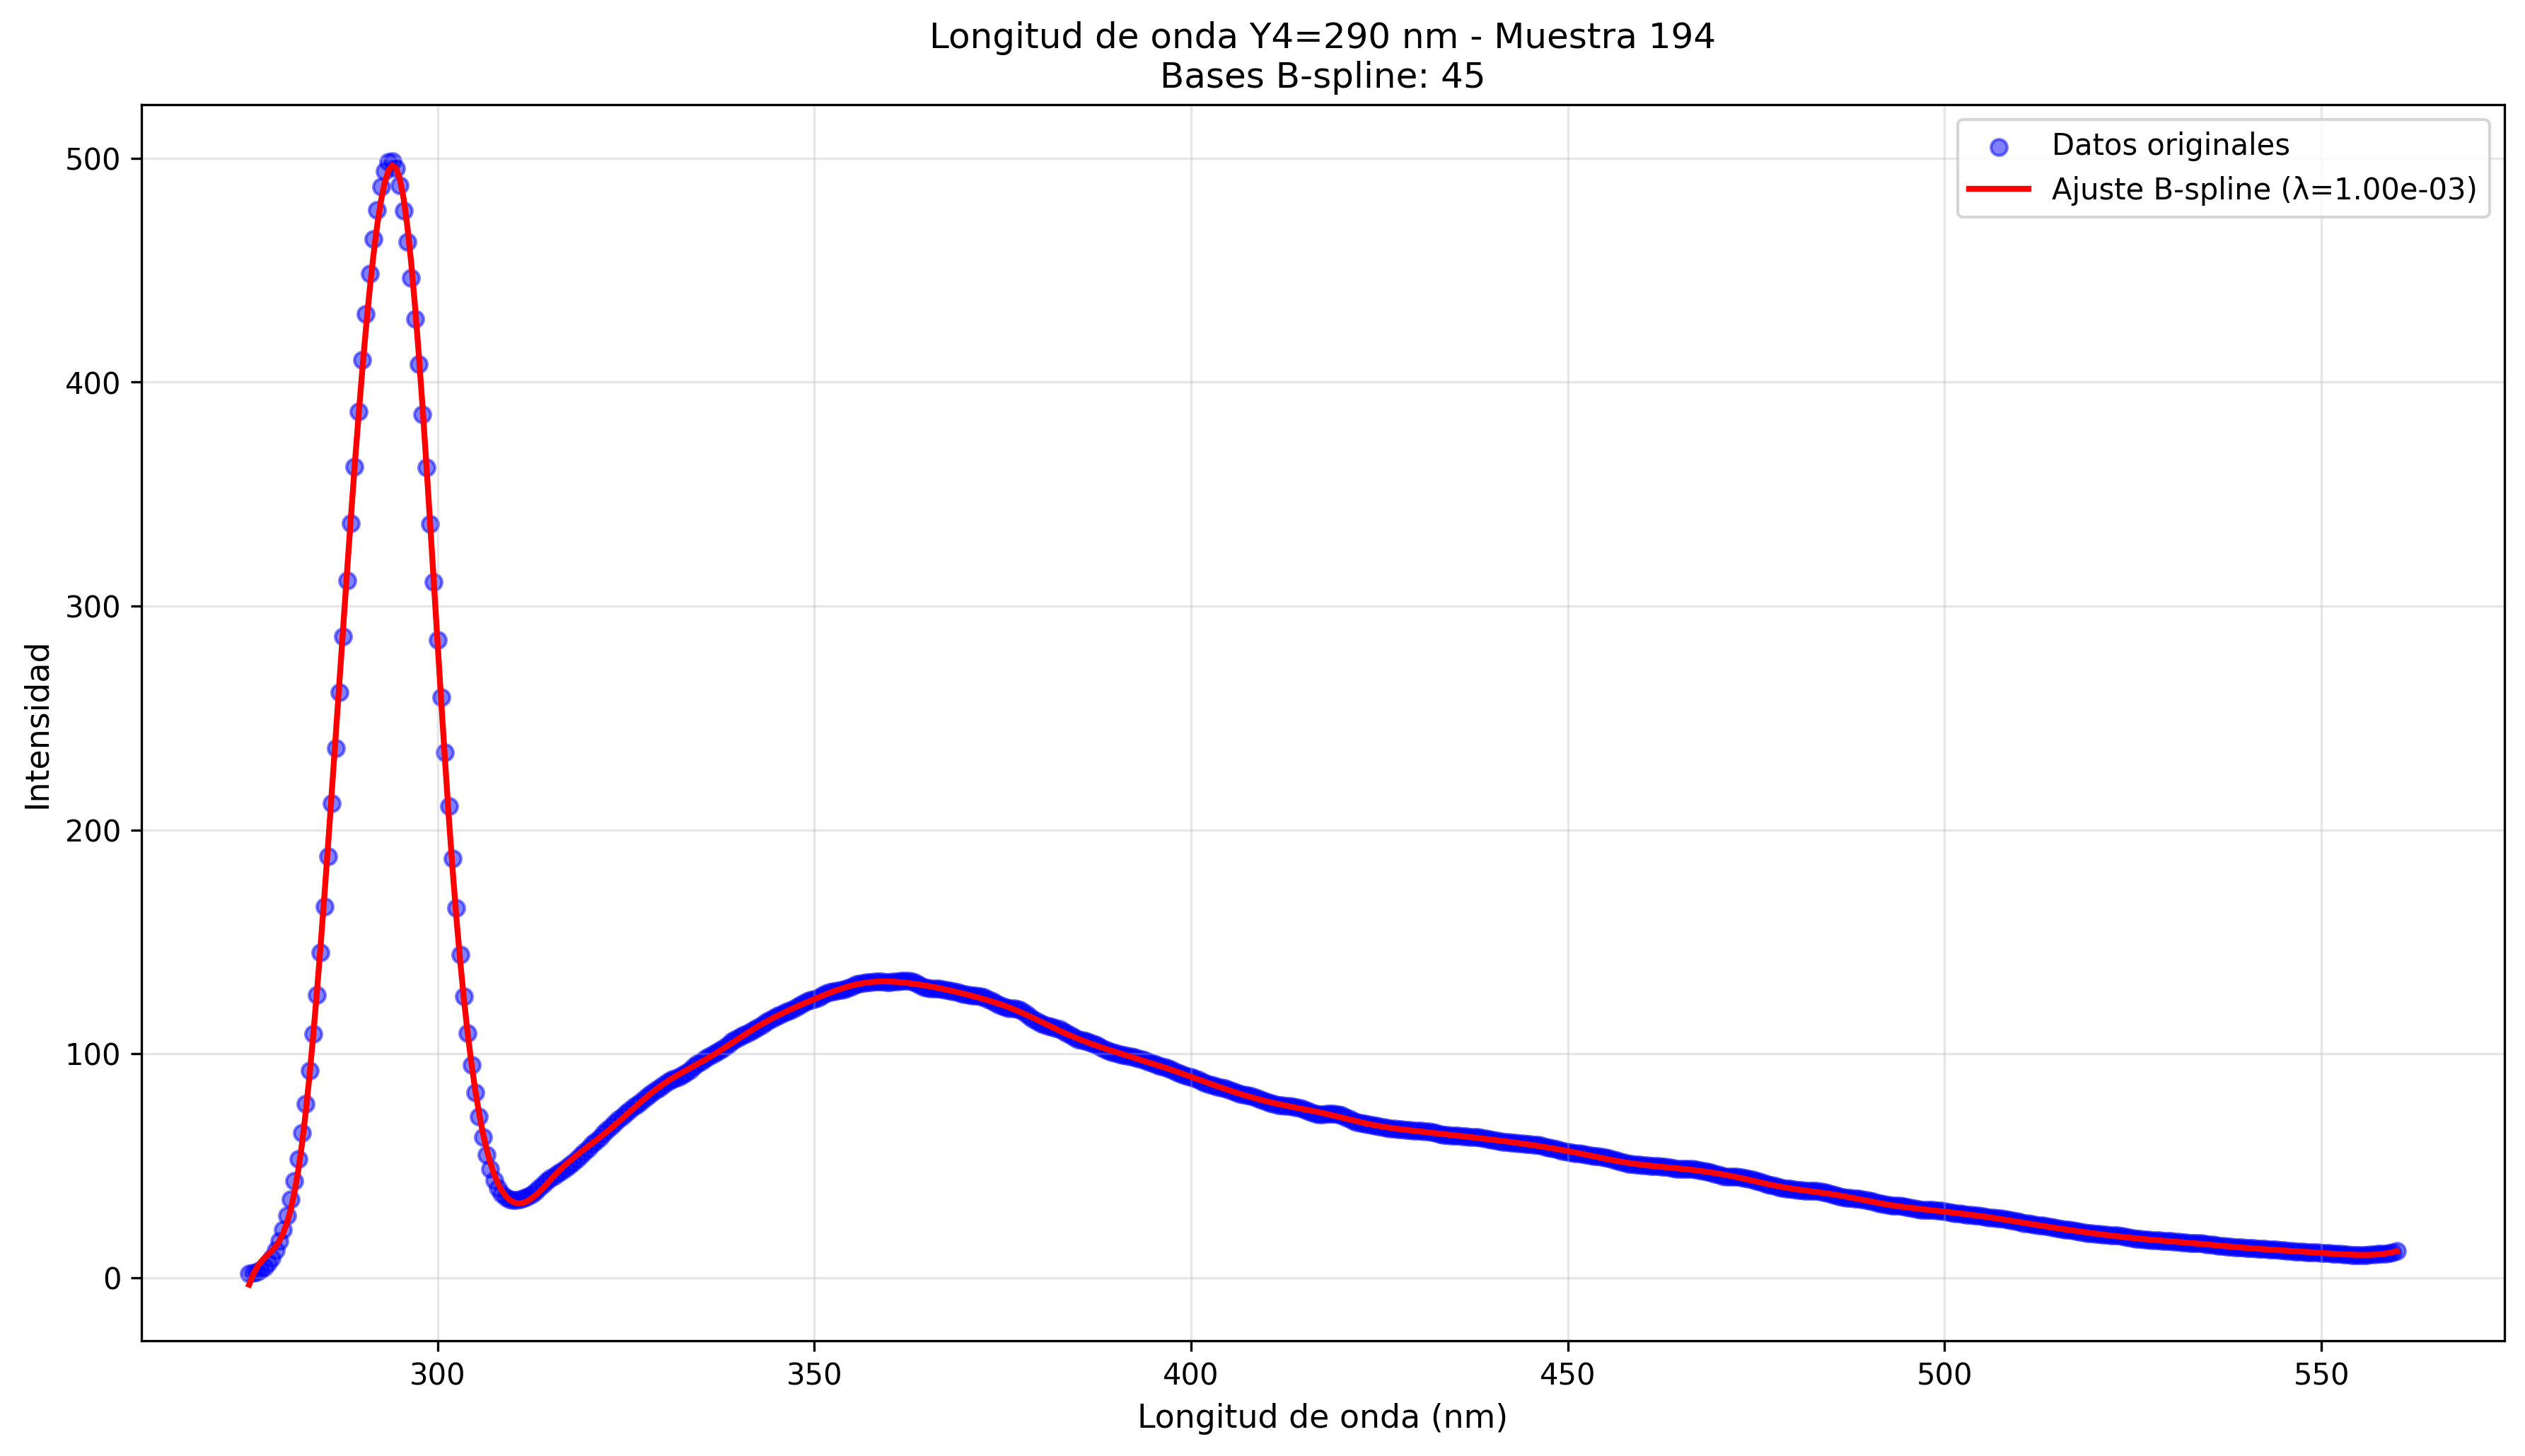 Longitud de onda Y4=290 nm - Muestra 194
Bases B-spline: 45
Datos originales
Ajuste B-spline (λ=1.00e-03)
Intensidad
500
400
300
200
100
0
300 350 400 450 500 550
Longitud de onda (nm)